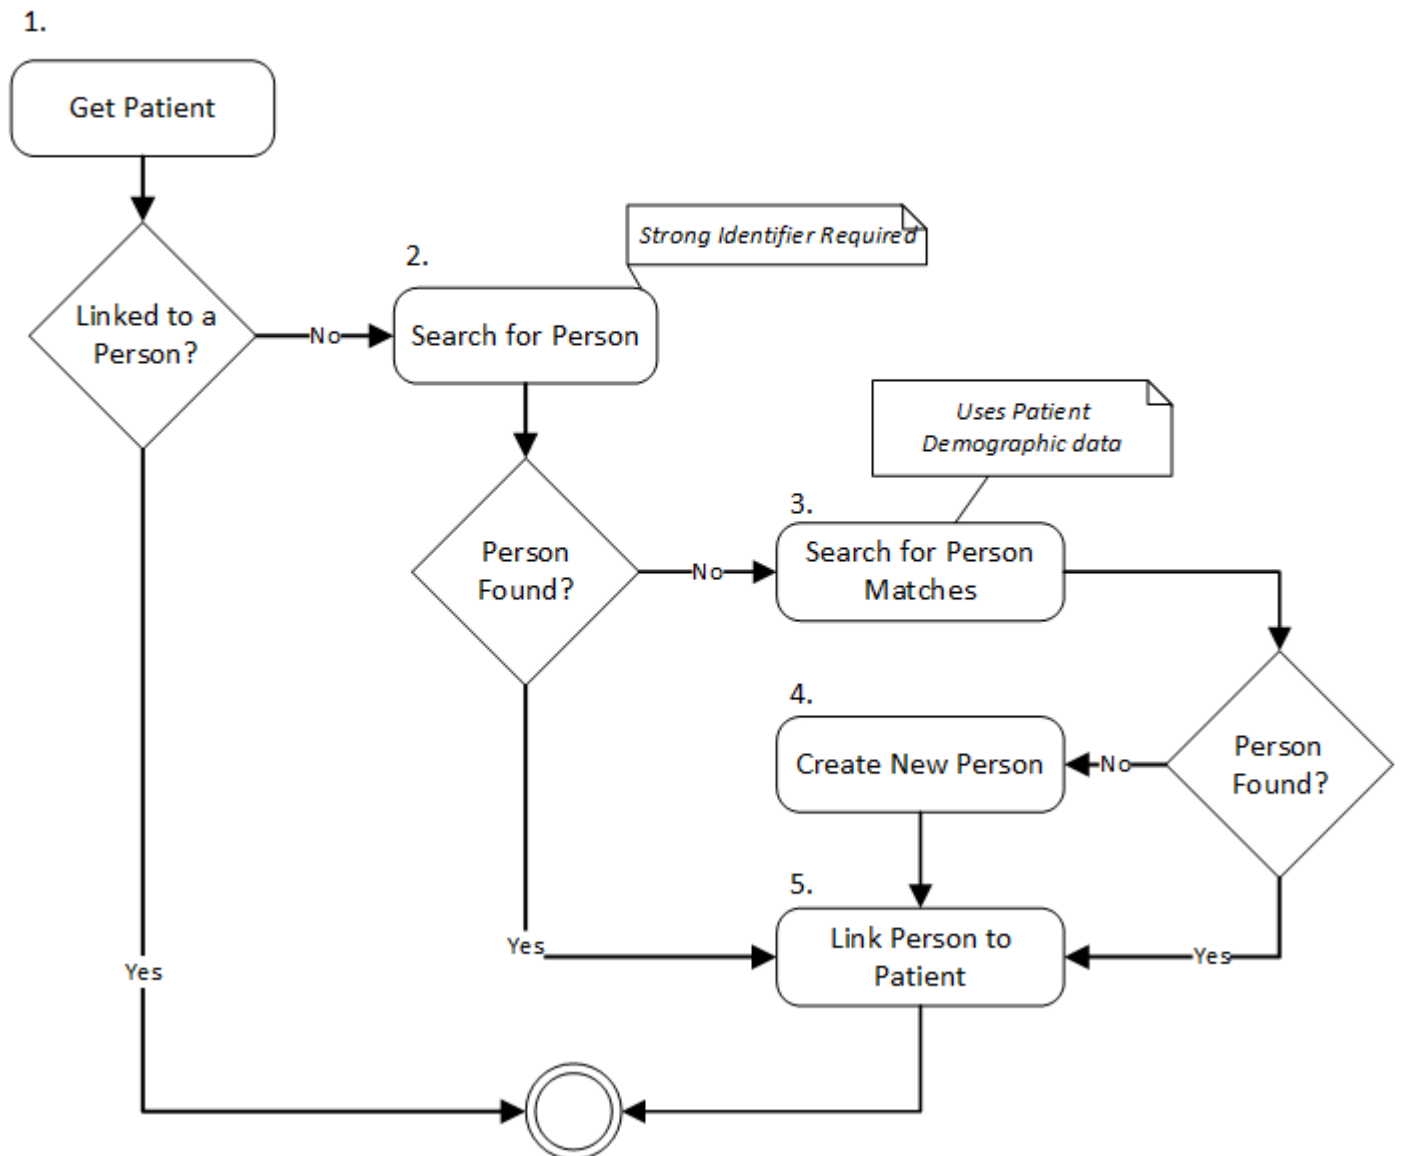 1.
Get Patient
Linked to a
Person?
No
2.
Strong Identifier Required
Search for Person
Person
Found?
No
Uses Patient
Demographic data
3.
Search for Person
Matches
Person
Found?
No
4.
Create New Person
5.
Link Person to
Patient
Yes
Yes
Yes